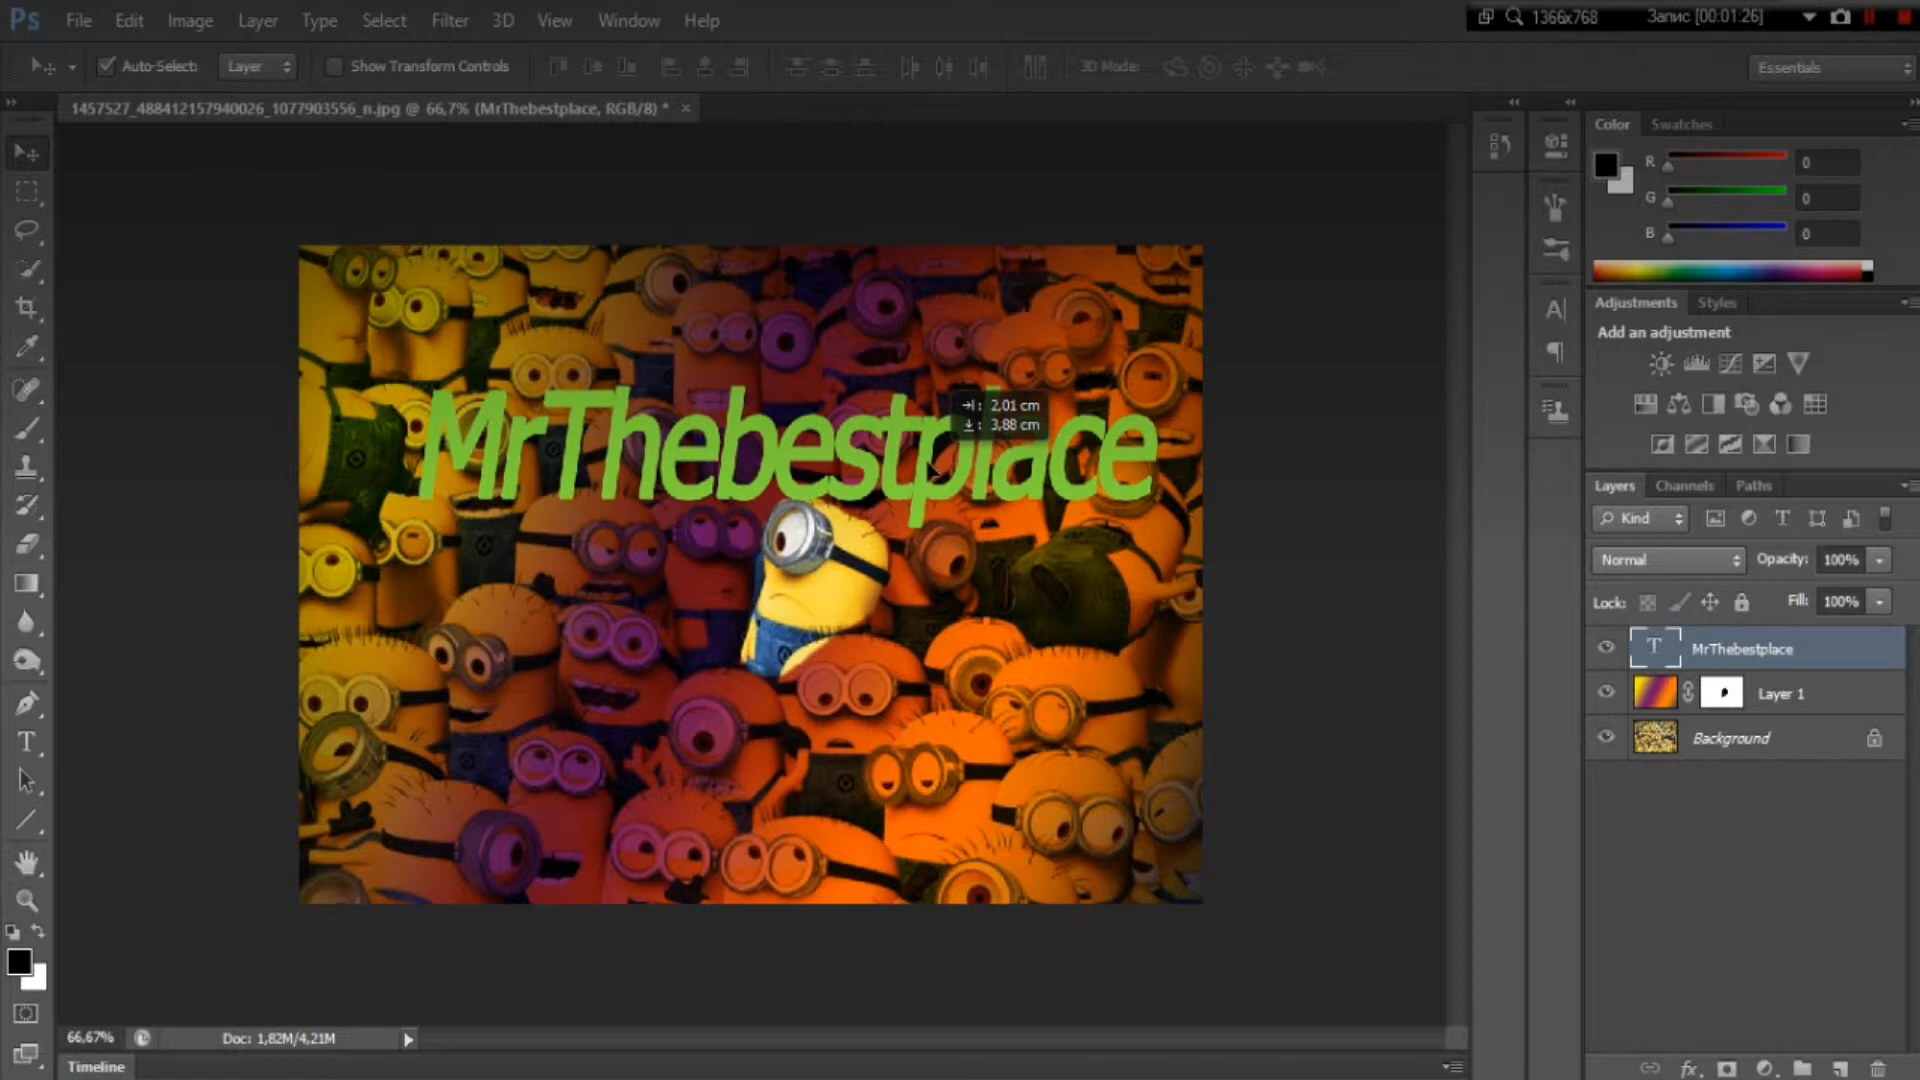 Ps File Edit Image Layer Type Select Filter 3D View Window Help
1366x768 Запис [00:01:26]
Auto-Select: Layer Show Transform Controls 3D Mode: Essentials
1457527_488412157940026_1077903556_n.jpg @ 66,7% (MrThebestplace, RGB/8) * ×
Color Swatches
R 0
G 0
B 0
Adjustments Styles
Add an adjustment
MrThebestplace
→I: 2,01 cm
↓: 3,88 cm
Layers Channels Paths
Kind
Normal Opacity: 100%
Lock: Fill: 100%
T MrThebestplace
Layer 1
Background
66,67% Doc: 1,82M/4,21M
Timeline
fx